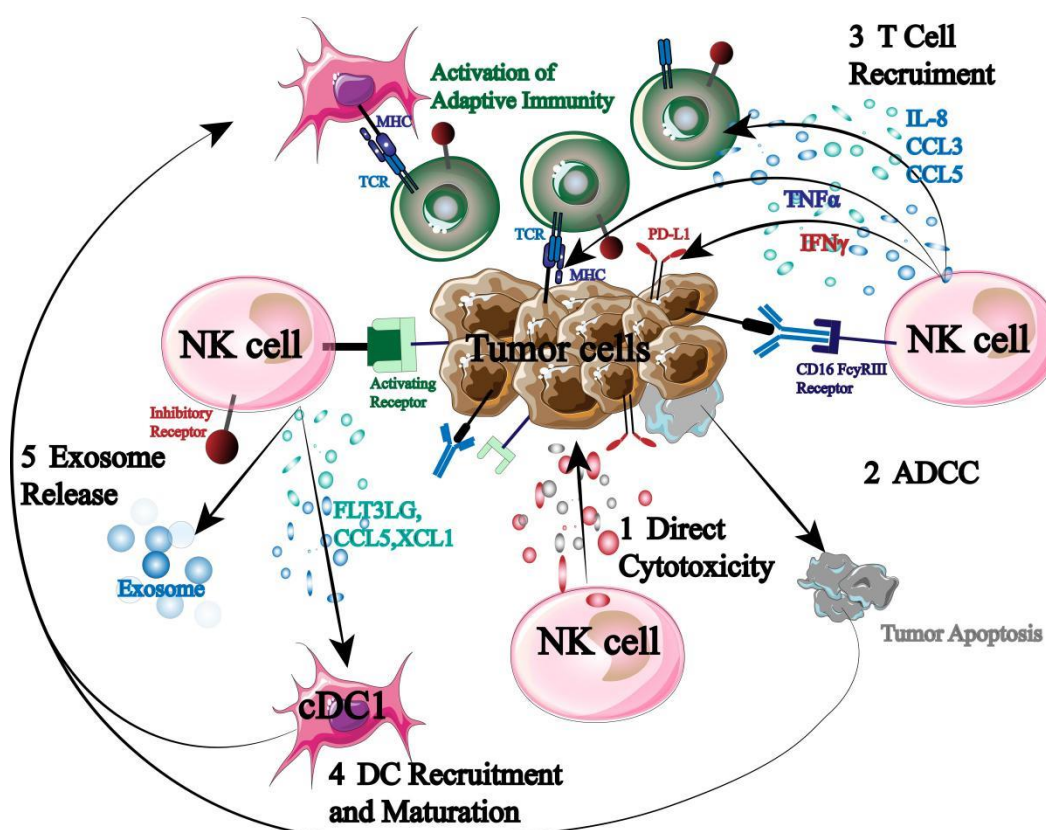 3 T Cell
Recruiment
Activation of
Adaptive Immunity
MHC
TCR
IL-8
CCL3
CCL5
TNFα
IFNγ
TCR
MHC
PD-L1
NK cell
Activating
Receptor
Tumor cells
CD16 FcγRIII
Receptor
NK cell
Inhibitory
Receptor
5 Exosome
Release
Exosome
FLT3LG,
CCL5,XCL1
1 Direct
Cytotoxicity
2 ADCC
NK cell
Tumor Apoptosis
cDC1
4 DC Recruitment
and Maturation